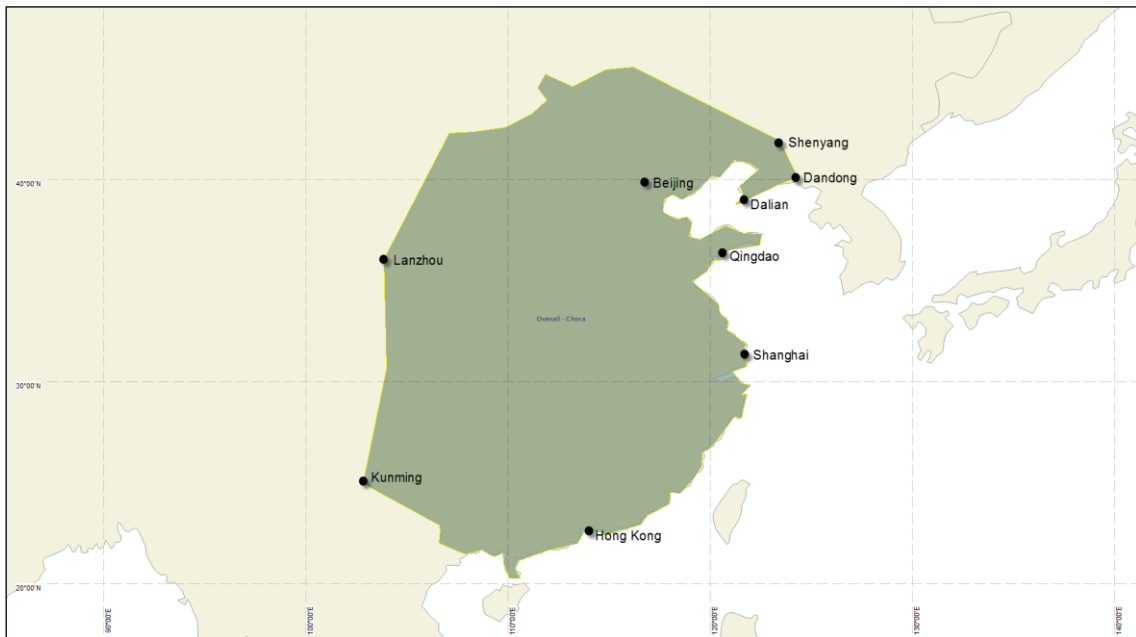 Shenyang
40°00'N
Beijing
Dandong
Dalian
Qingdao
Lanzhou
Overall - China
Shanghai
30°00'N
Kunming
Hong Kong
20°00'N
90°00'E
100°00'E
110°00'E
120°00'E
130°00'E
140°00'E